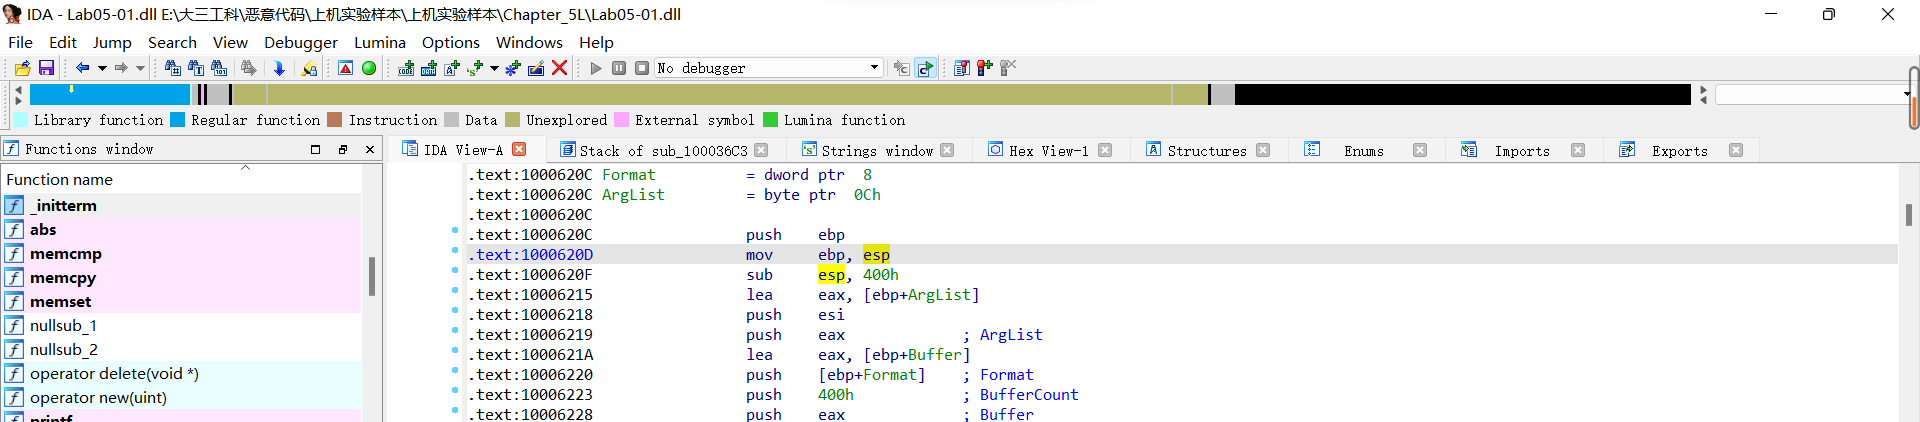 IDA - Lab05-01.dll E:\大三工科\恶意代码\上机实验样本\上机实验样本\Chapter_5L\Lab05-01.dll
File Edit Jump Search View Debugger Lumina Options Windows Help
No debugger
Library function Regular function Instruction Data Unexplored External symbol Lumina function
Functions window
IDA View-A Stack of sub_100036C3 Strings window Hex View-1 Structures Enums Imports Exports
Function name
_initterm
abs
memcmp
memcpy
memset
nullsub_1
nullsub_2
operator delete(void *)
operator new(uint)
printf
.text:1000620C Format = dword ptr 8
.text:1000620C ArgList = byte ptr 0Ch
.text:1000620C
.text:1000620C push ebp
.text:1000620D mov ebp, esp
.text:1000620F sub esp, 400h
.text:10006215 lea eax, [ebp+ArgList]
.text:10006218 push esi
.text:10006219 push eax ; ArgList
.text:1000621A lea eax, [ebp+Buffer]
.text:10006220 push [ebp+Format] ; Format
.text:10006223 push 400h ; BufferCount
.text:10006228 push eax ; Buffer